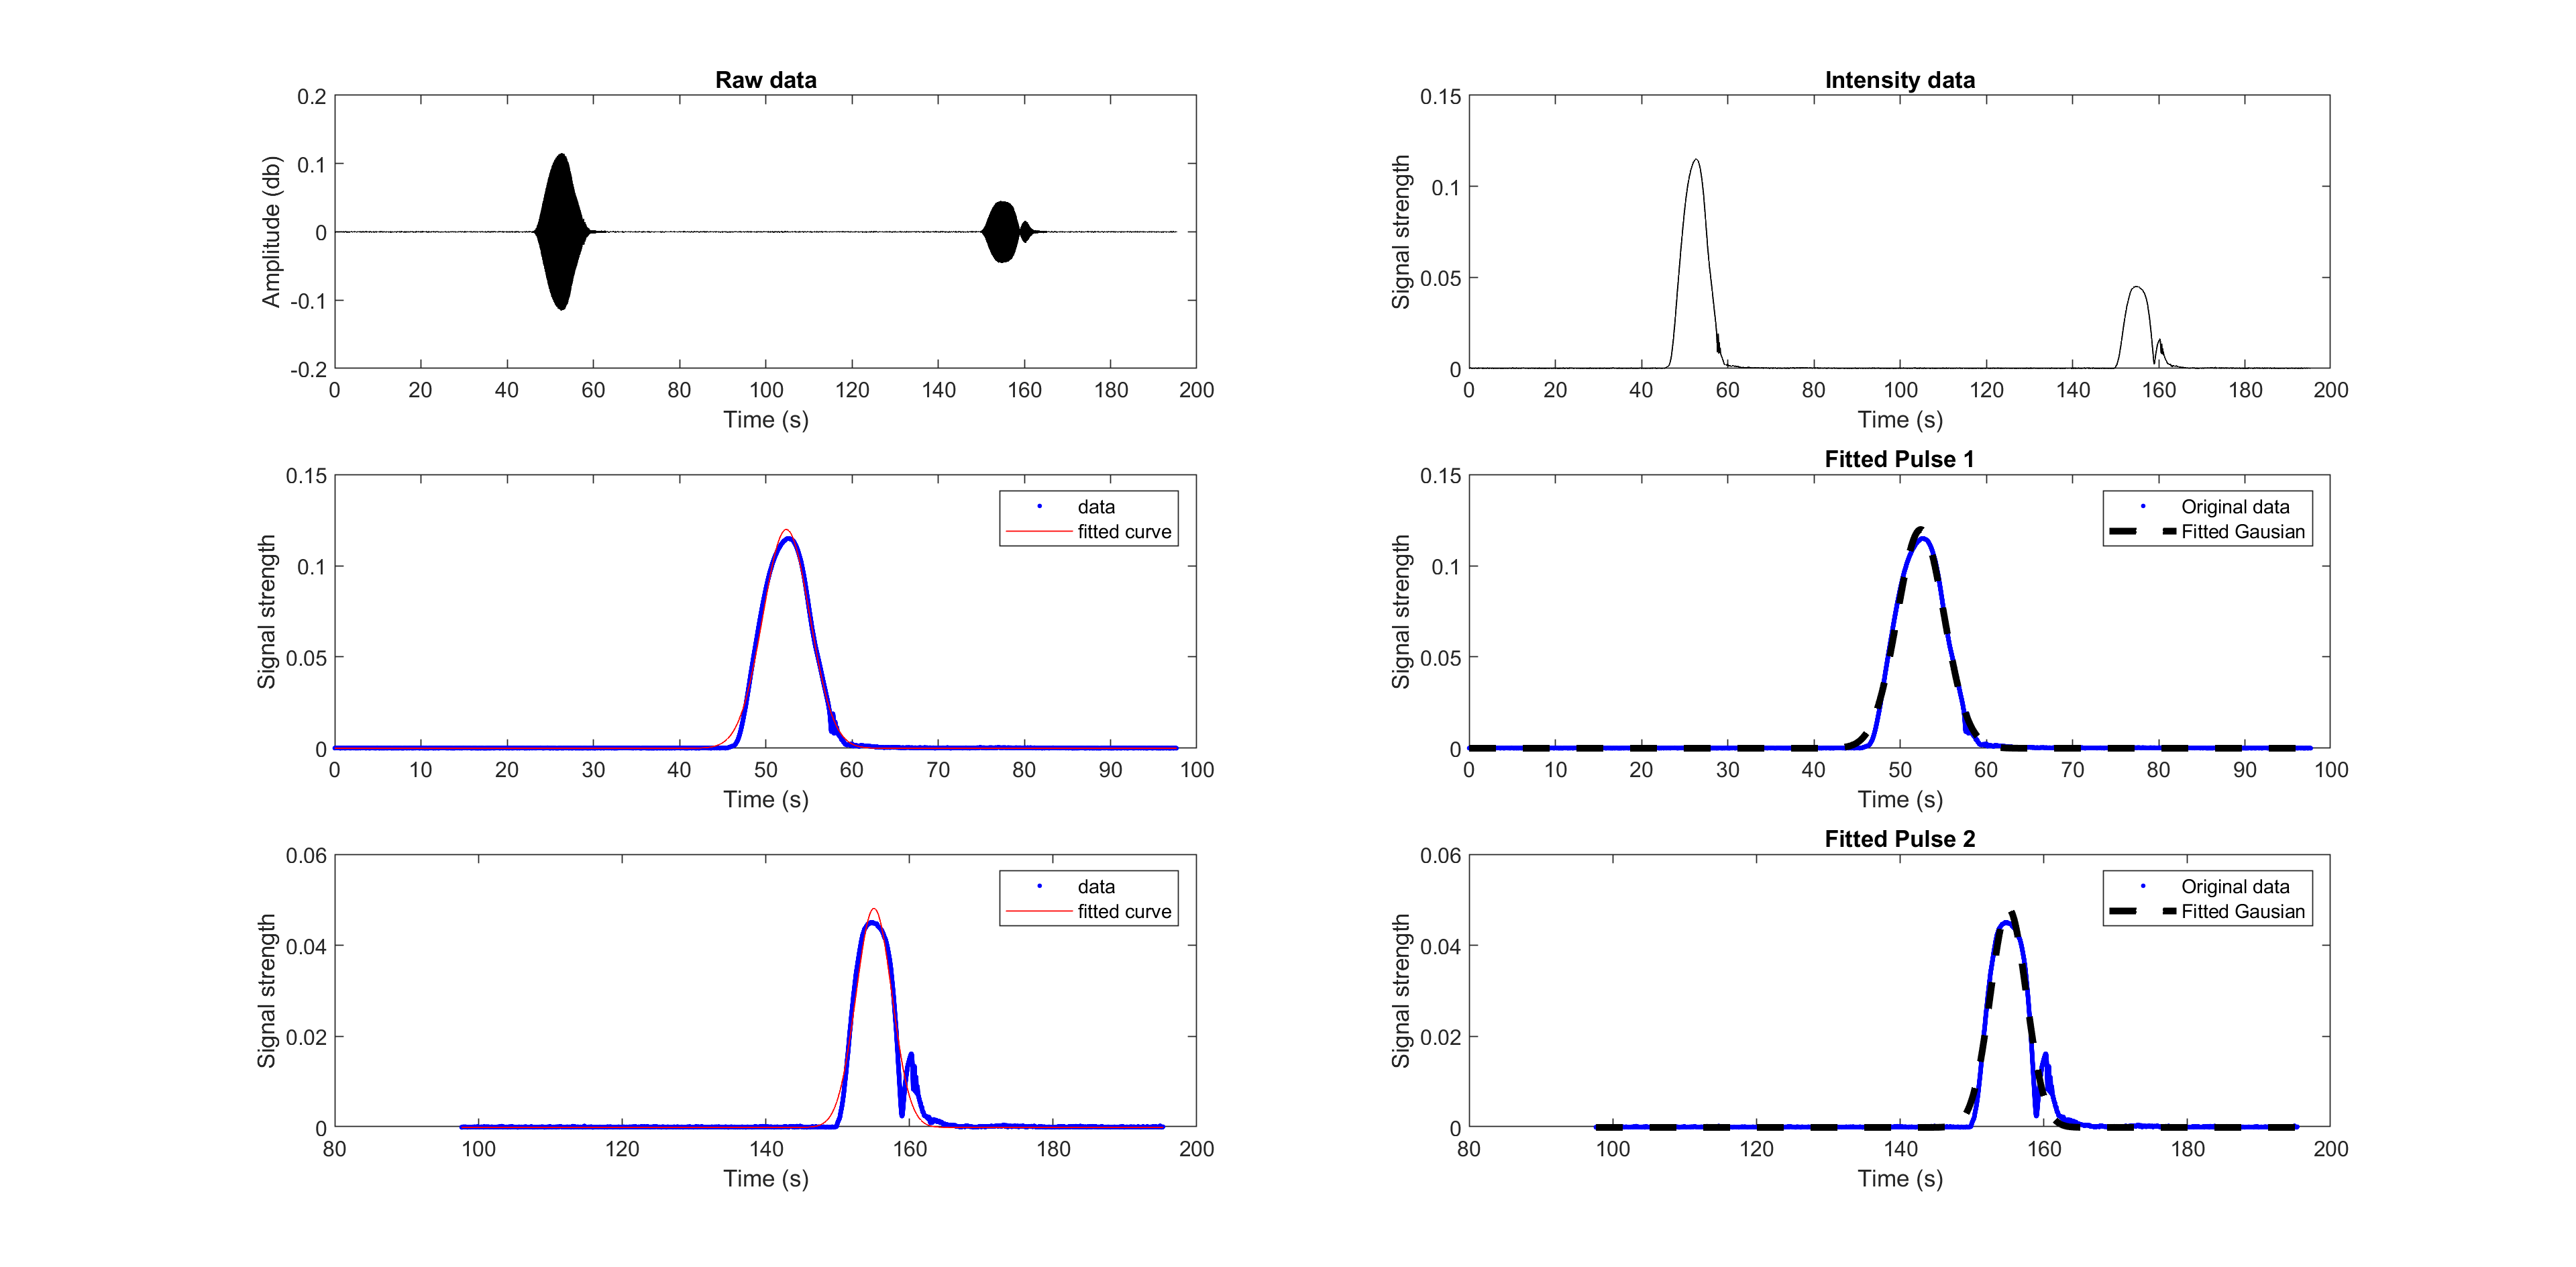 Raw data
0.2
0.1
0
-0.1
-0.2
Amplitude (db)
0 20 40 60 80 100 120 140 160 180 200
Time (s)
Intensity data
0.15
0.1
0.05
0
Signal strength
0 20 40 60 80 100 120 140 160 180 200
Time (s)
0.15
0.1
0.05
0
Signal strength
data
fitted curve
0 10 20 30 40 50 60 70 80 90 100
Time (s)
Fitted Pulse 1
0.15
0.1
0.05
0
Signal strength
Original data
Fitted Gausian
0 10 20 30 40 50 60 70 80 90 100
Time (s)
0.06
0.04
0.02
0
Signal strength
data
fitted curve
80 100 120 140 160 180 200
Time (s)
Fitted Pulse 2
0.06
0.04
0.02
0
Signal strength
Original data
Fitted Gausian
80 100 120 140 160 180 200
Time (s)